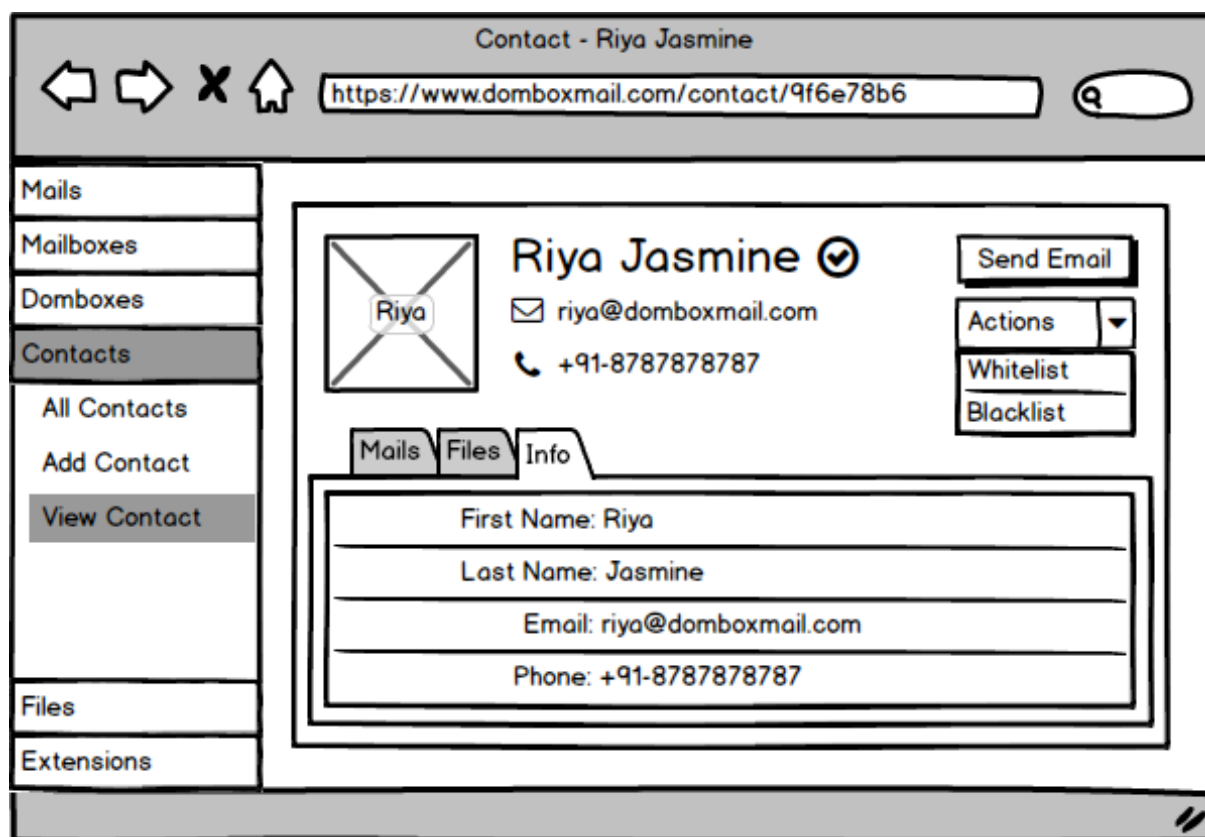 Contact - Riya Jasmine
https://www.domboxmail.com/contact/9f6e78b6
Mails
Mailboxes
Domboxes
Contacts
All Contacts
Add Contact
View Contact
Files
Extensions
Riya
Riya Jasmine
riya@domboxmail.com
+91-8787878787
Send Email
Actions
Whitelist
Blacklist
Mails Files Info
First Name: Riya
Last Name: Jasmine
Email: riya@domboxmail.com
Phone: +91-8787878787